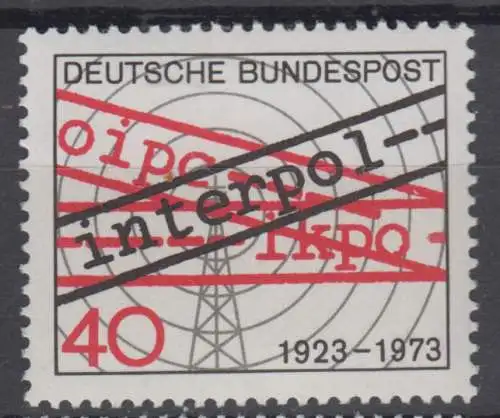 DEUTSCHE BUNDESPOST
oipc
interpol--
ikpo -
40
1923-1973